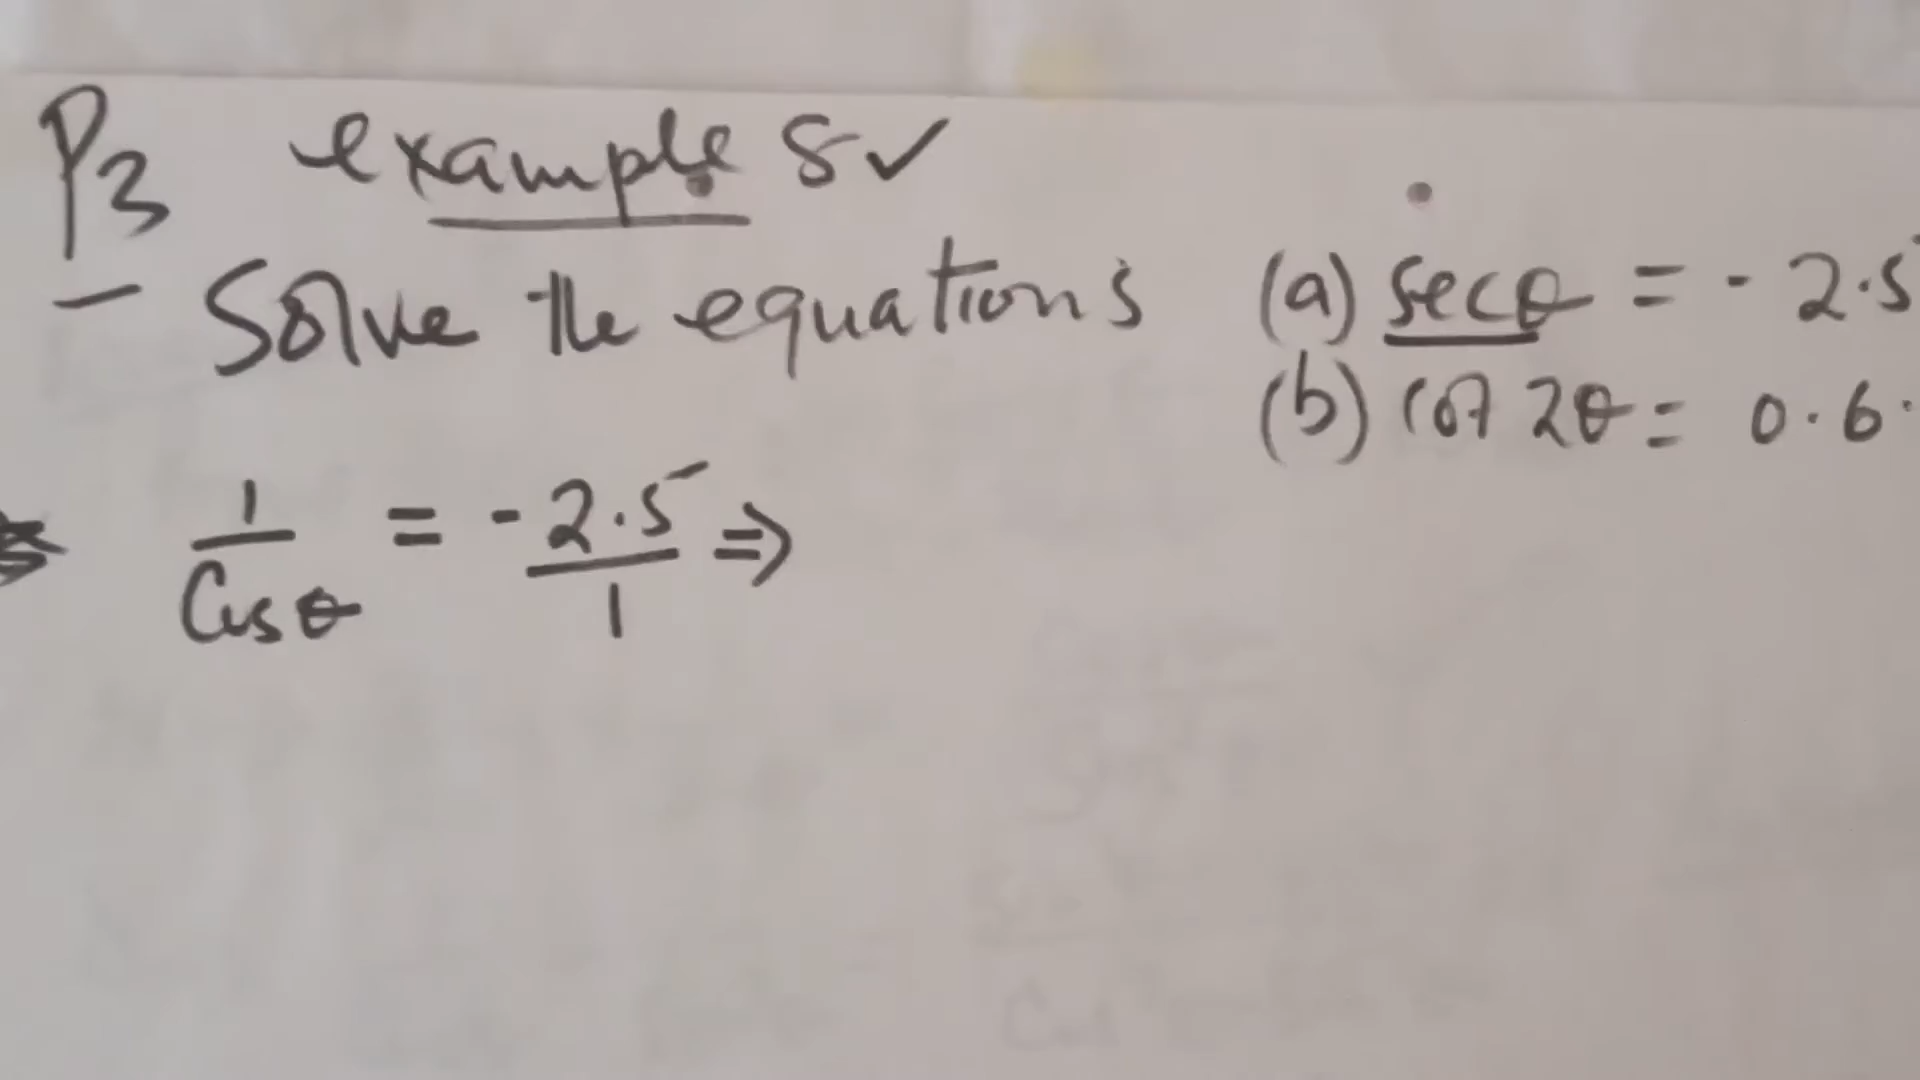 P3 example 8 ✓
Solve the equations (a) secθ = - 2.5
(b) cot 2θ = 0.6.
1/Cosθ = - 2.5/1 ⇒